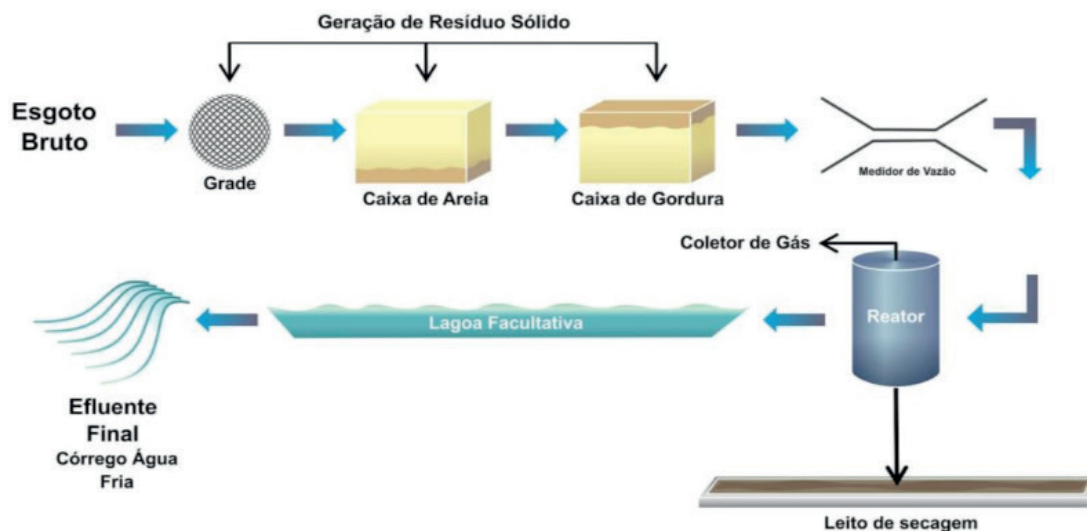 Geração de Resíduo Sólido
Esgoto
Bruto
Grade
Caixa de Areia
Caixa de Gordura
Medidor de Vazão
Coletor de Gás
Reator
Lagoa Facultativa
Efluente
Final
Córrego Água
Fria
Leito de secagem